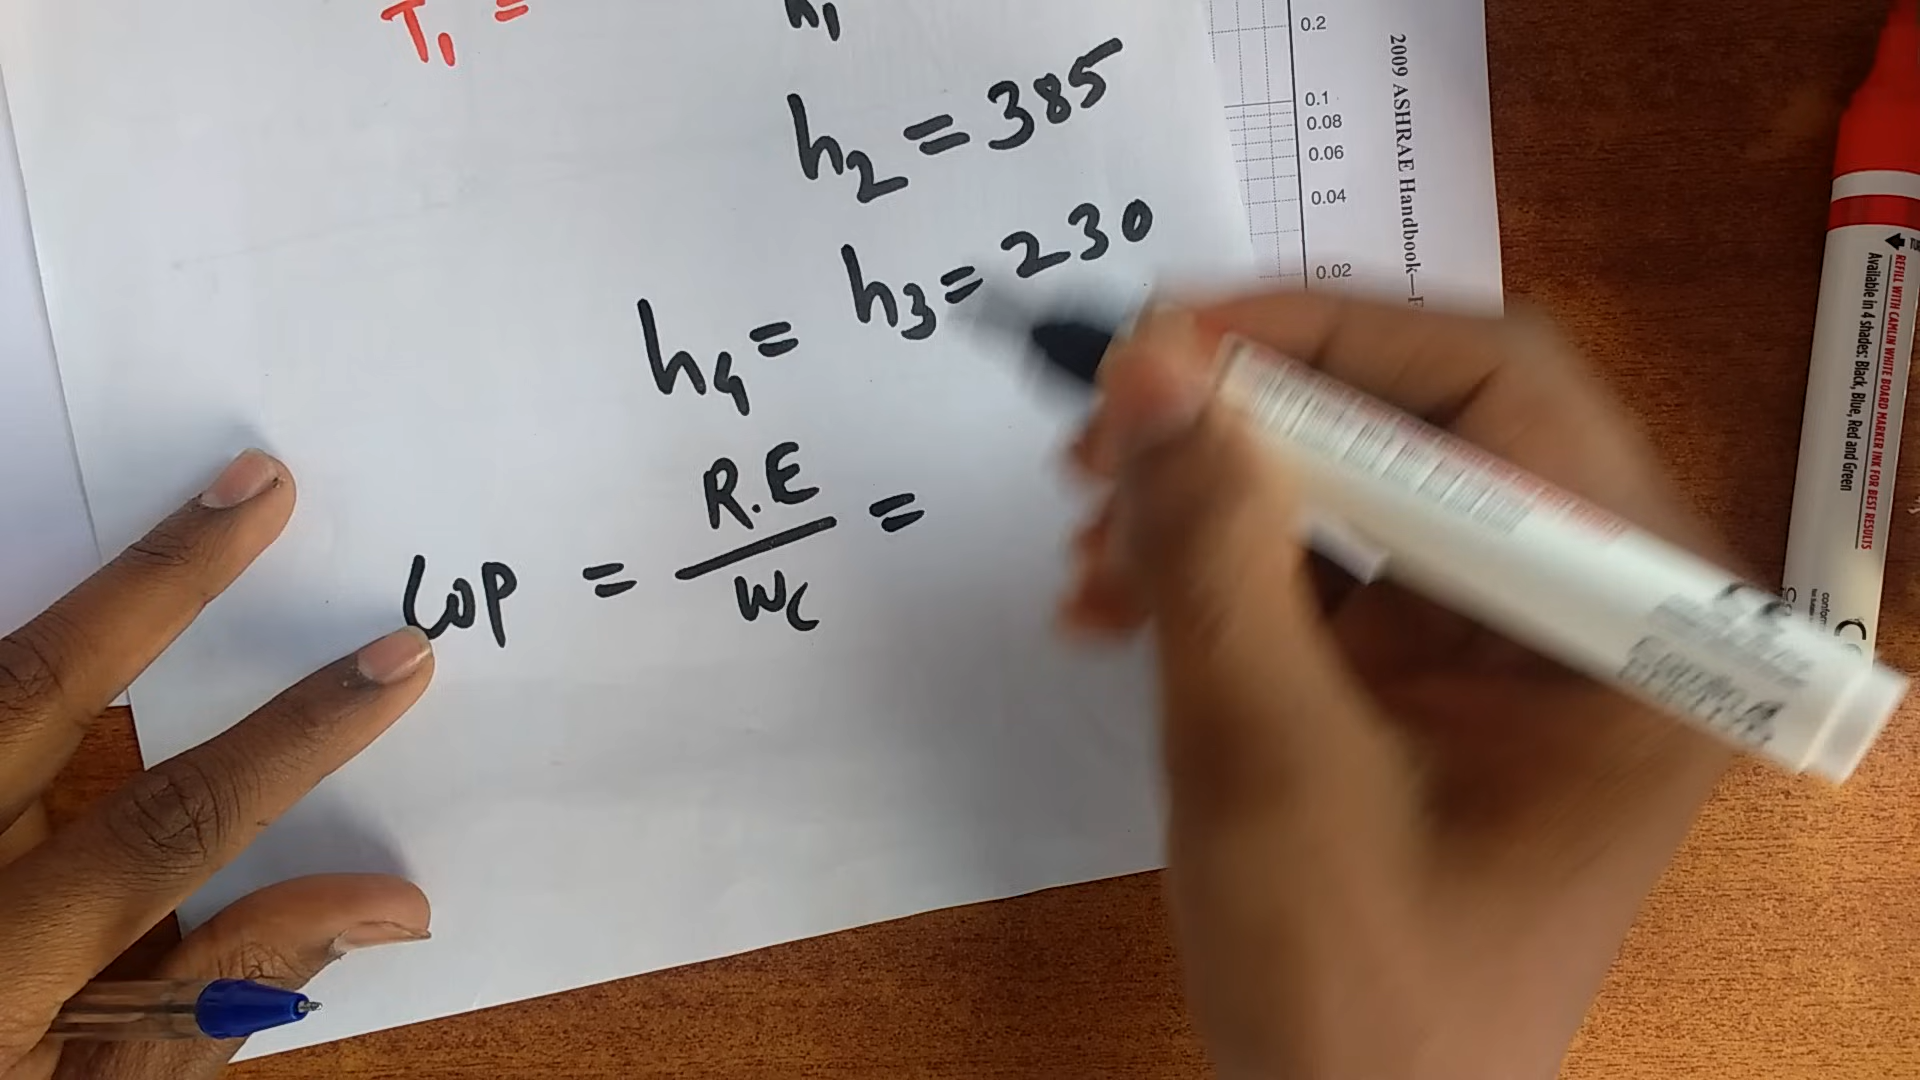 T₁ =
h₁
h₂ = 385
h₄ = h₃ = 230
COP = R.E / Wc =
0.2
0.1
0.08
0.06
0.04
0.02
2009 ASHRAE Handbook—F
REFILL WITH CAMLIN WHITE BOARD MARKER INK FOR BEST RESULTS
Available in 4 shades: Black, Blue, Red and Green